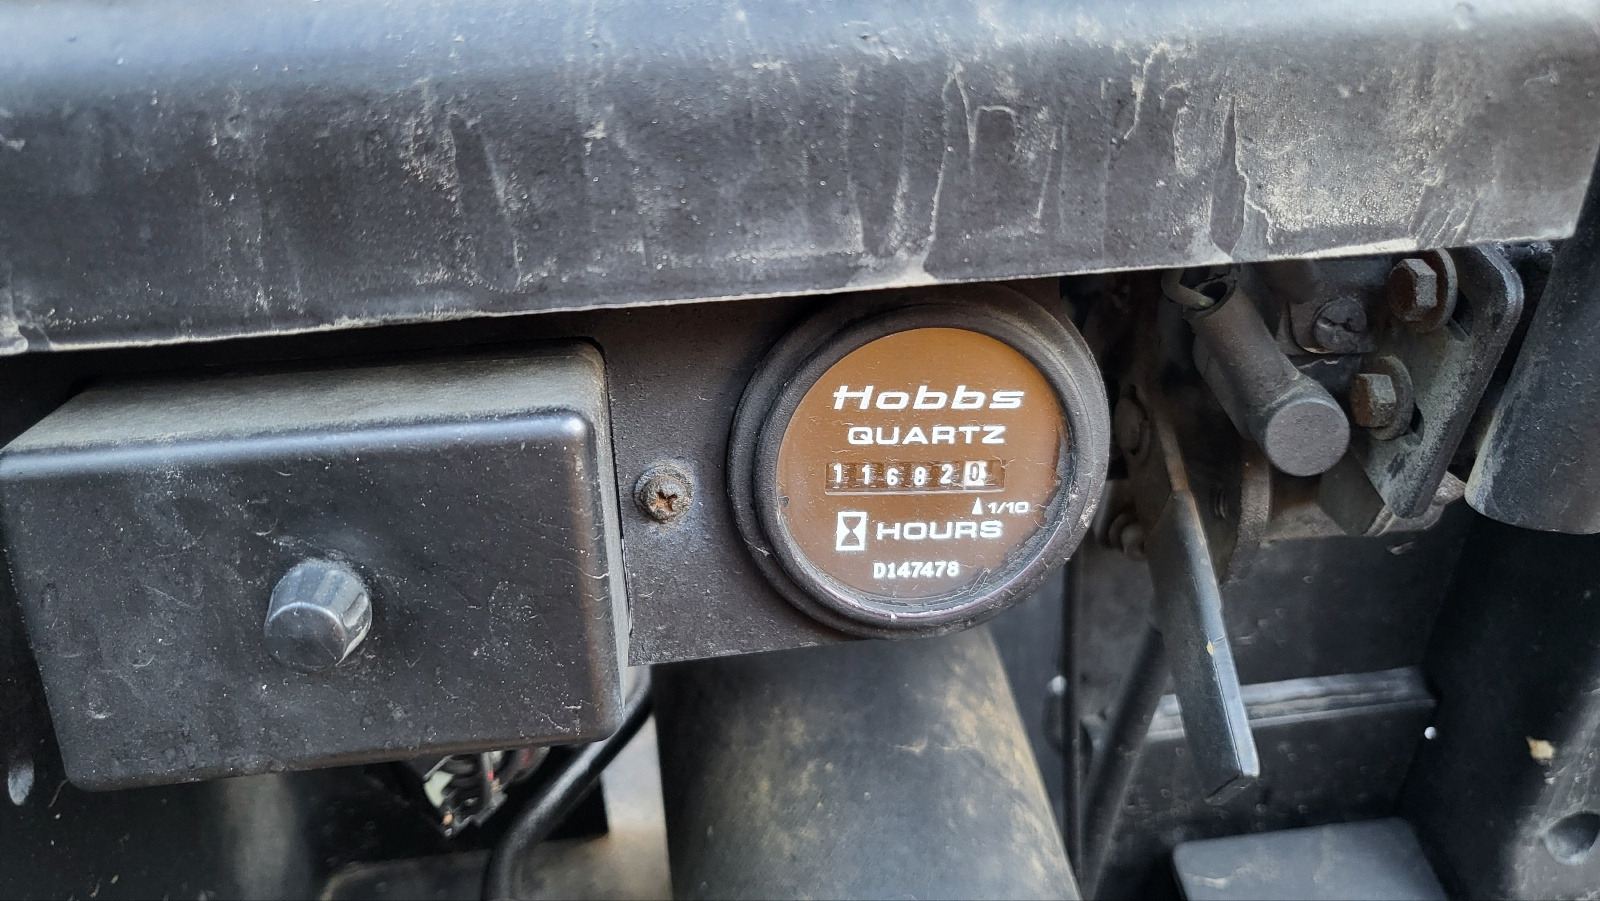 Hobbs
QUARTZ
116820
1/10
HOURS
D147478